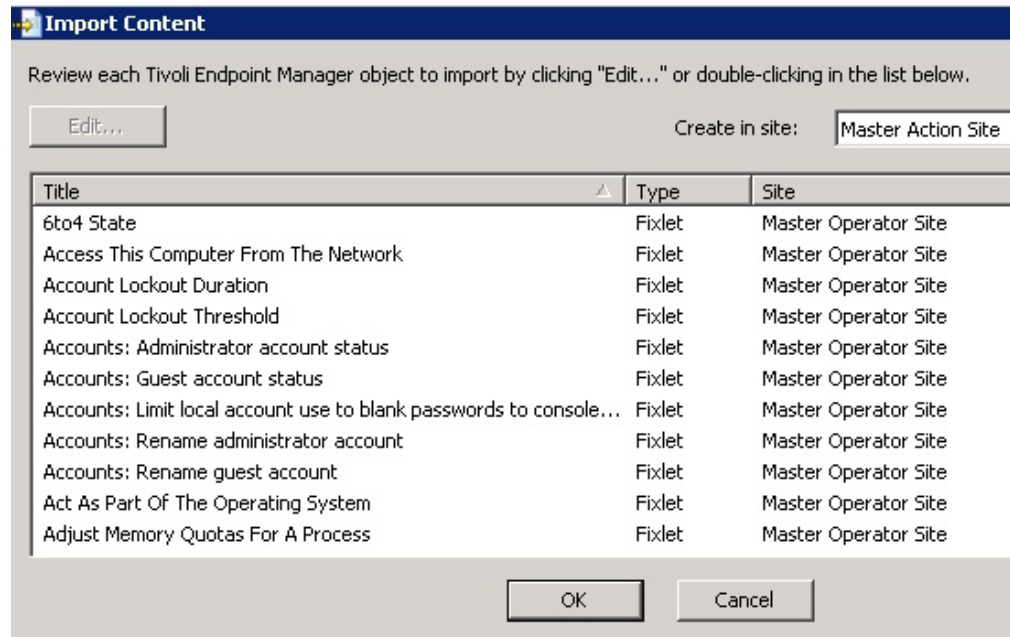 Import Content
Review each Tivoli Endpoint Manager object to import by clicking "Edit..." or double-clicking in the list below.
Edit... Create in site: Master Action Site
Title Type Site
6to4 State Fixlet Master Operator Site
Access This Computer From The Network Fixlet Master Operator Site
Account Lockout Duration Fixlet Master Operator Site
Account Lockout Threshold Fixlet Master Operator Site
Accounts: Administrator account status Fixlet Master Operator Site
Accounts: Guest account status Fixlet Master Operator Site
Accounts: Limit local account use to blank passwords to console... Fixlet Master Operator Site
Accounts: Rename administrator account Fixlet Master Operator Site
Accounts: Rename guest account Fixlet Master Operator Site
Act As Part Of The Operating System Fixlet Master Operator Site
Adjust Memory Quotas For A Process Fixlet Master Operator Site
OK Cancel